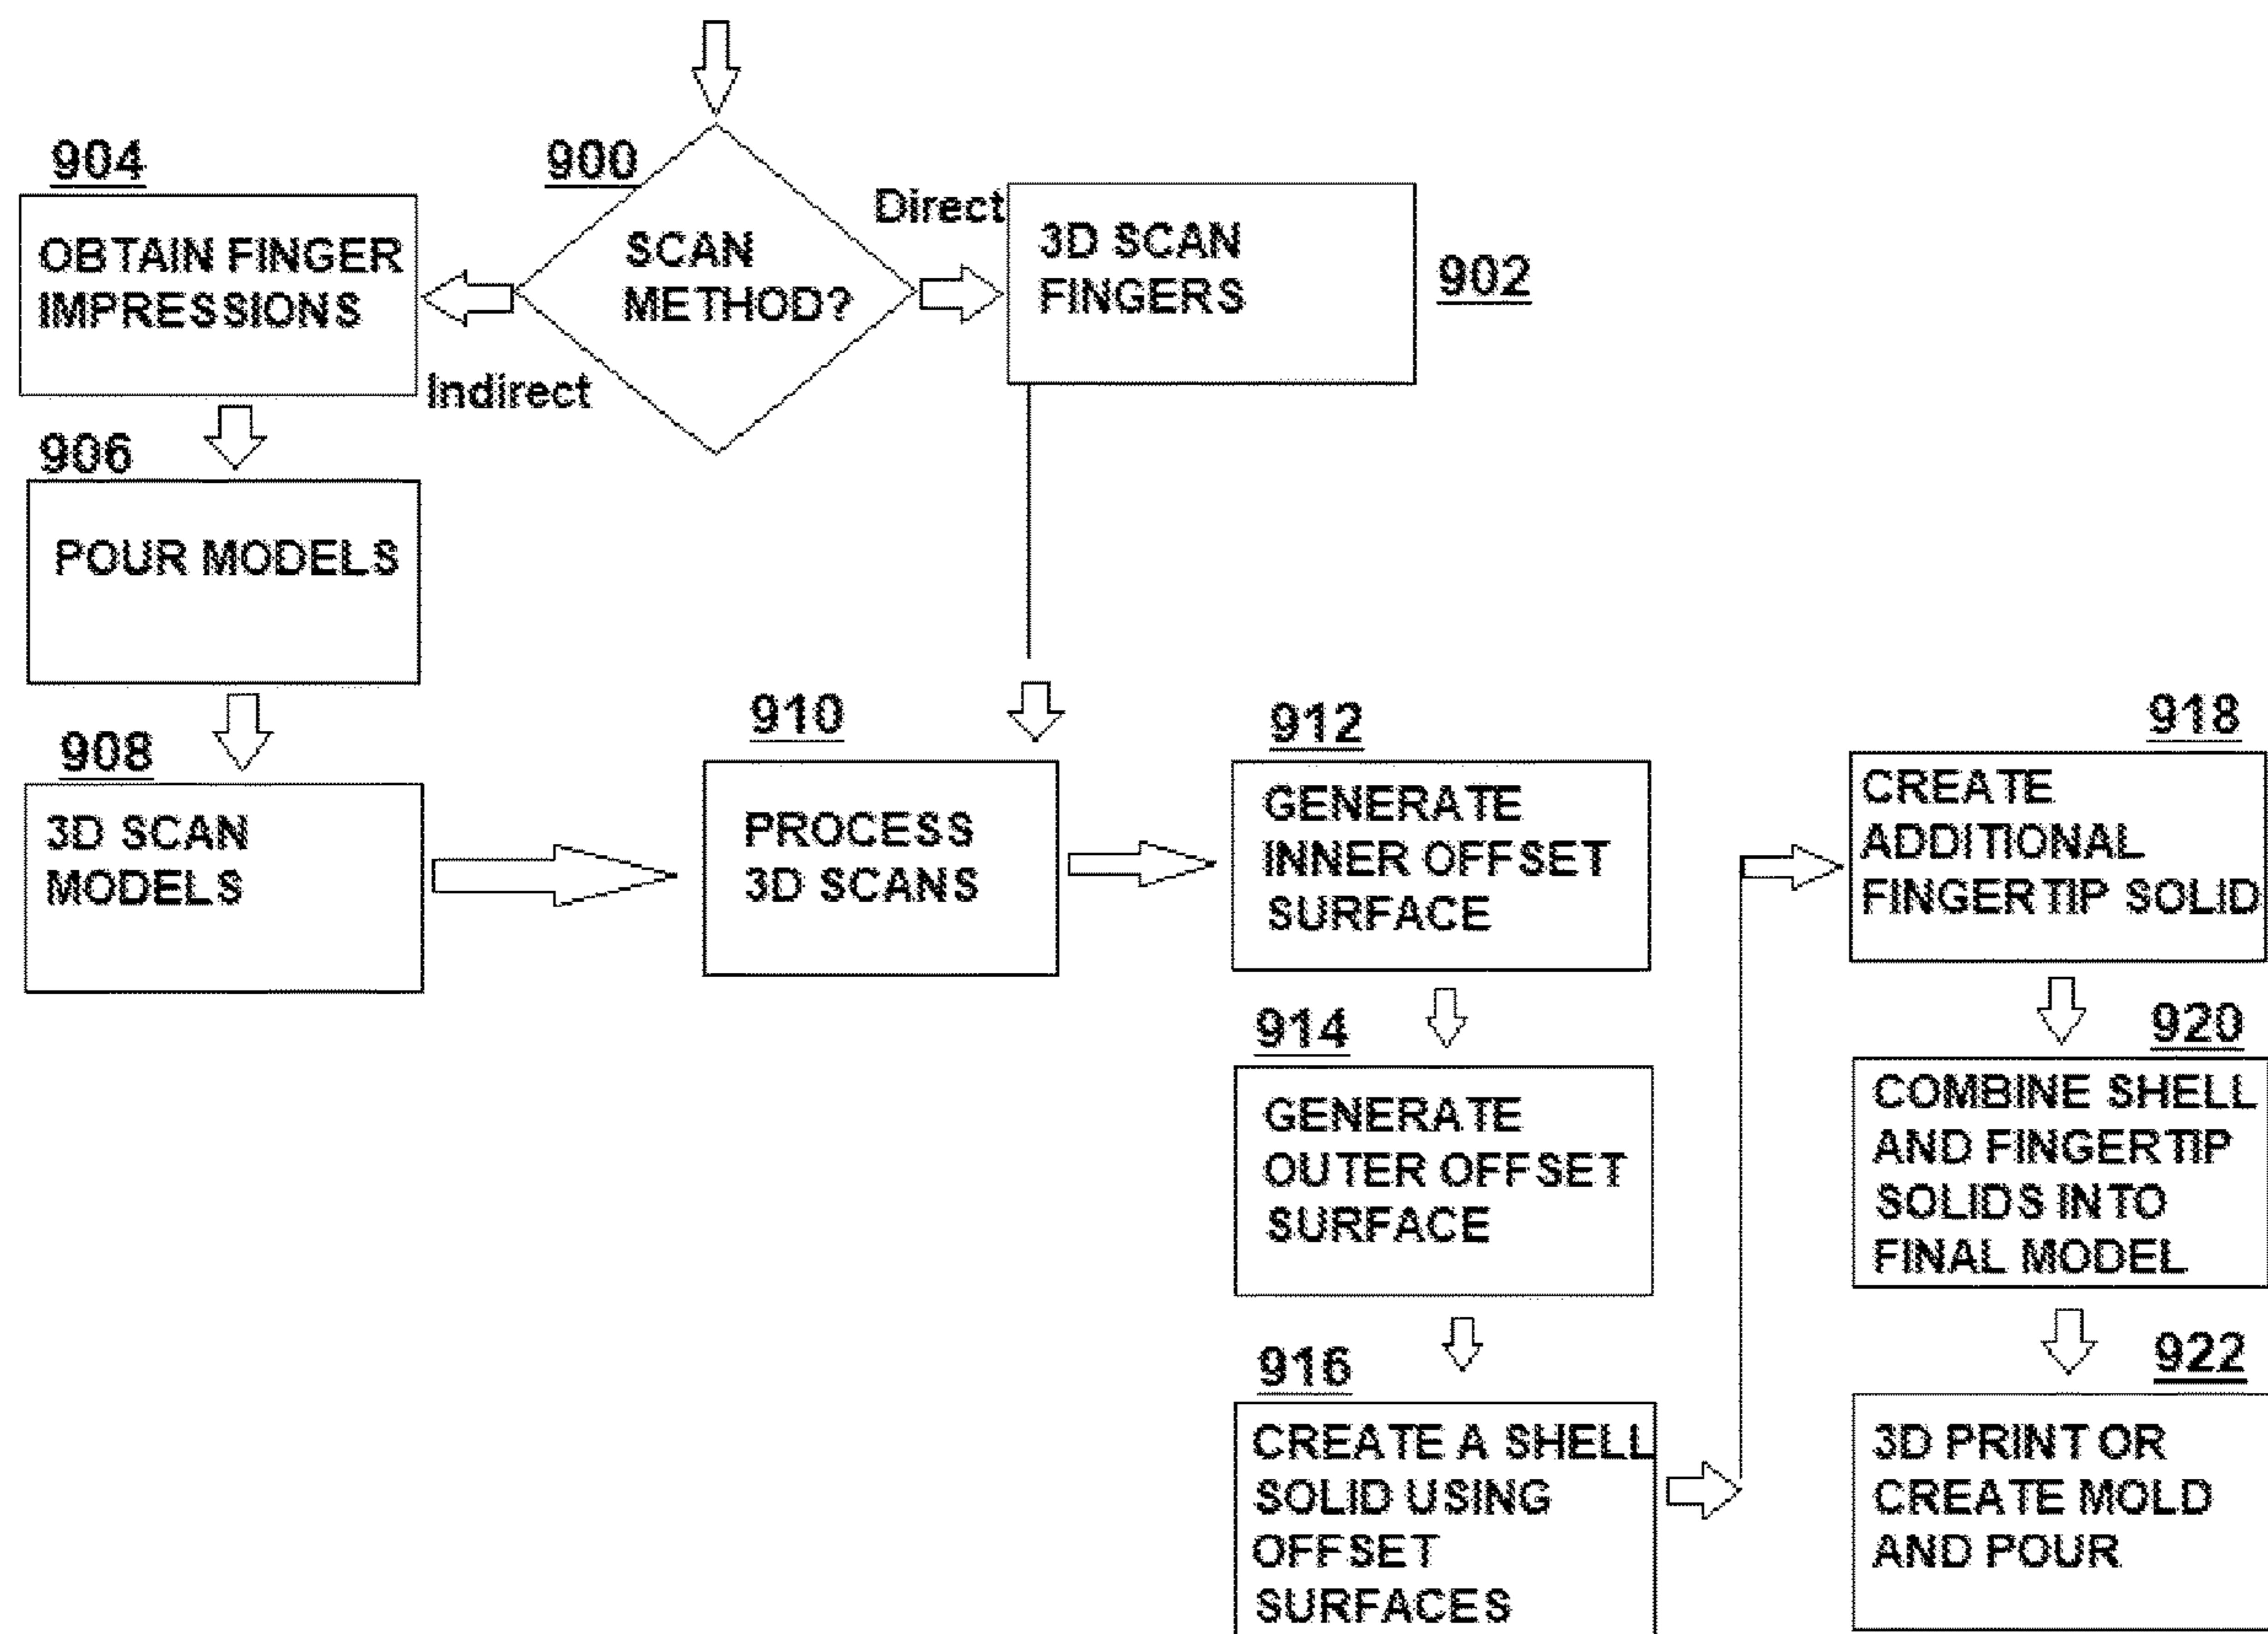 904
OBTAIN FINGER
IMPRESSIONS
900
SCAN
METHOD?
Direct
Indirect
3D SCAN
FINGERS
902
906
POUR MODELS
908
3D SCAN
MODELS
910
PROCESS
3D SCANS
912
GENERATE
INNER OFFSET
SURFACE
914
GENERATE
OUTER OFFSET
SURFACE
916
CREATE A SHELL
SOLID USING
OFFSET
SURFACES
918
CREATE
ADDITIONAL
FINGERTIP SOLID
920
COMBINE SHELL
AND FINGERTIP
SOLIDS INTO
FINAL MODEL
922
3D PRINT OR
CREATE MOLD
AND POUR